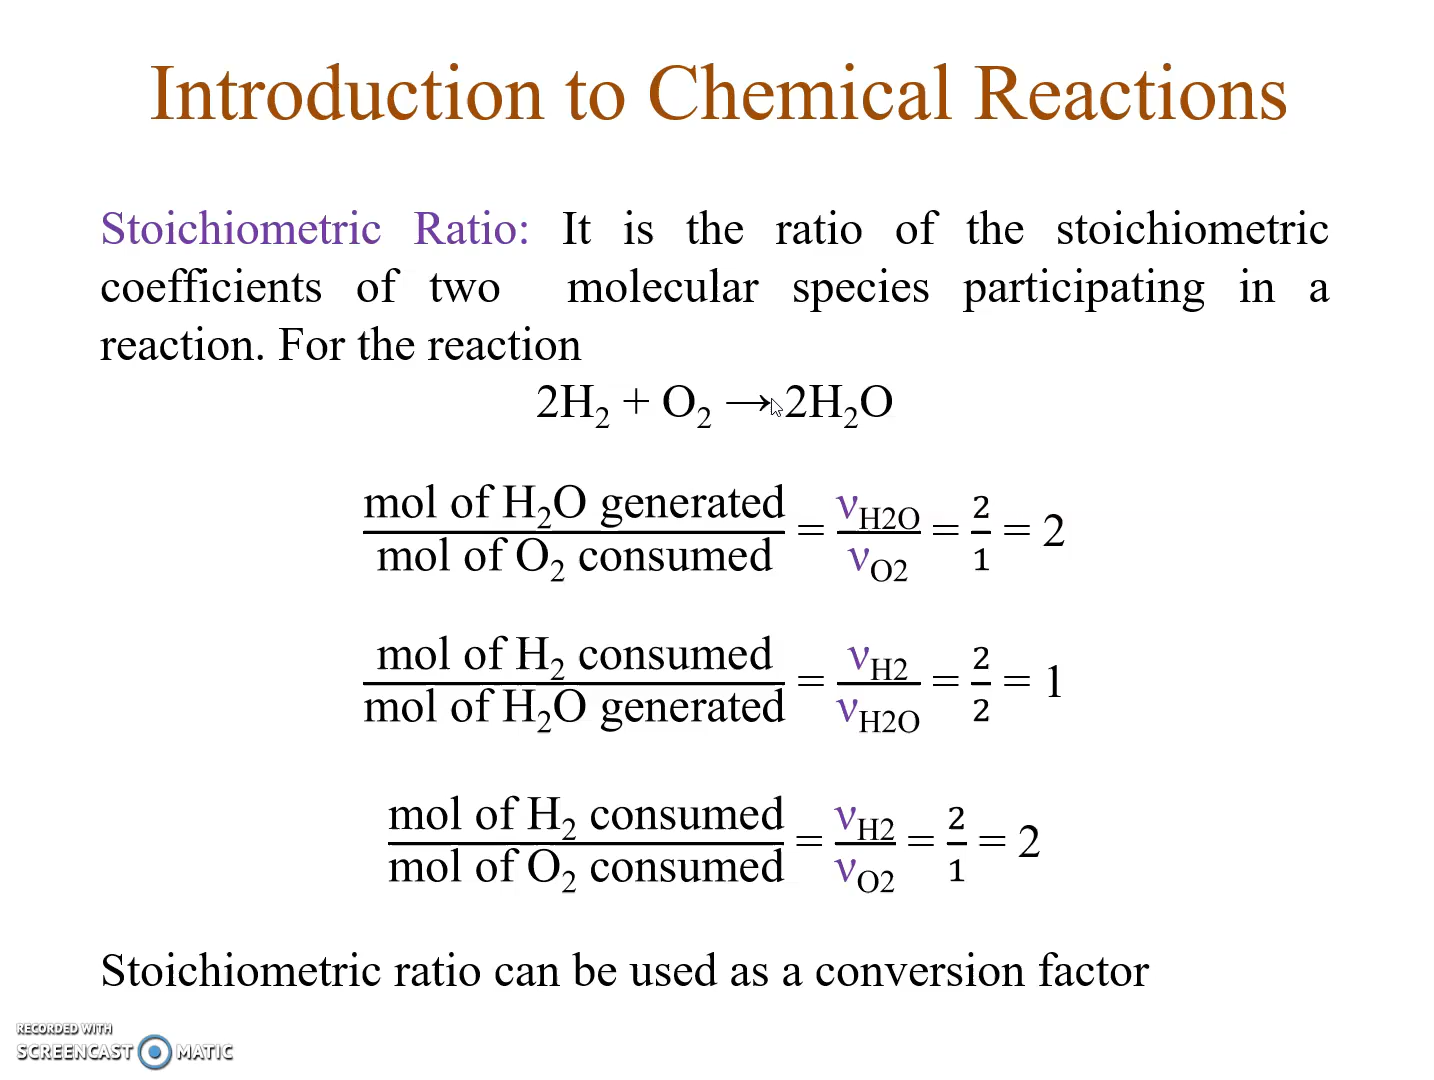 Introduction to Chemical Reactions
Stoichiometric Ratio: It is the ratio of the stoichiometric
coefficients of two molecular species participating in a
reaction. For the reaction
2H₂ + O₂ → 2H₂O
mol of H₂O generated / mol of O₂ consumed = ν_H2O / ν_O2 = 2/1 = 2
mol of H₂ consumed / mol of H₂O generated = ν_H2 / ν_H2O = 2/2 = 1
mol of H₂ consumed / mol of O₂ consumed = ν_H2 / ν_O2 = 2/1 = 2
Stoichiometric ratio can be used as a conversion factor
RECORDED WITH
SCREENCAST MATIC